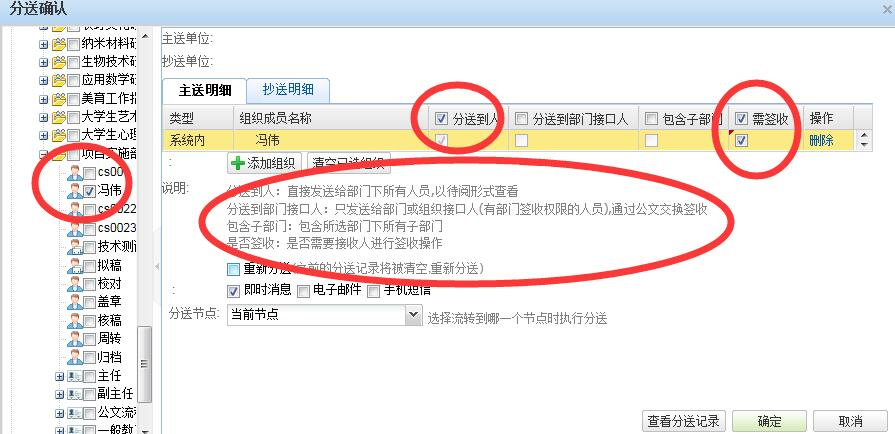 分送确认
纳米材料研
生物技术研
应用数学研
美育工作指
大学生艺术
大学生心理
项目实施部
cs00
冯伟
cs0022
cs0023
技术测试
拟稿
校对
盖章
核稿
周转
归档
主任
副主任
公文流程
一般教
主送单位:
抄送单位:
主送明细 抄送明细
类型 组织成员名称 分送到人 分送到部门接口人 包含子部门 需签收 操作
系统内 冯伟 删除
: 添加组织 清空已选组织
说明: 分送到人：直接发送给部门下所有人员,以待阅形式查看
分送到部门接口人：只发送给部门或组织接口人(有部门签收权限的人员),通过公文交换签收
包含子部门：包含所选部门下所有子部门
是否签收：是否需要接收人进行签收操作
重新分送(之前的分送记录将被清空,重新分送)
: 即时消息 电子邮件 手机短信
分送节点: 当前节点 选择流转到哪一个节点时执行分送
查看分送记录 确定 取消